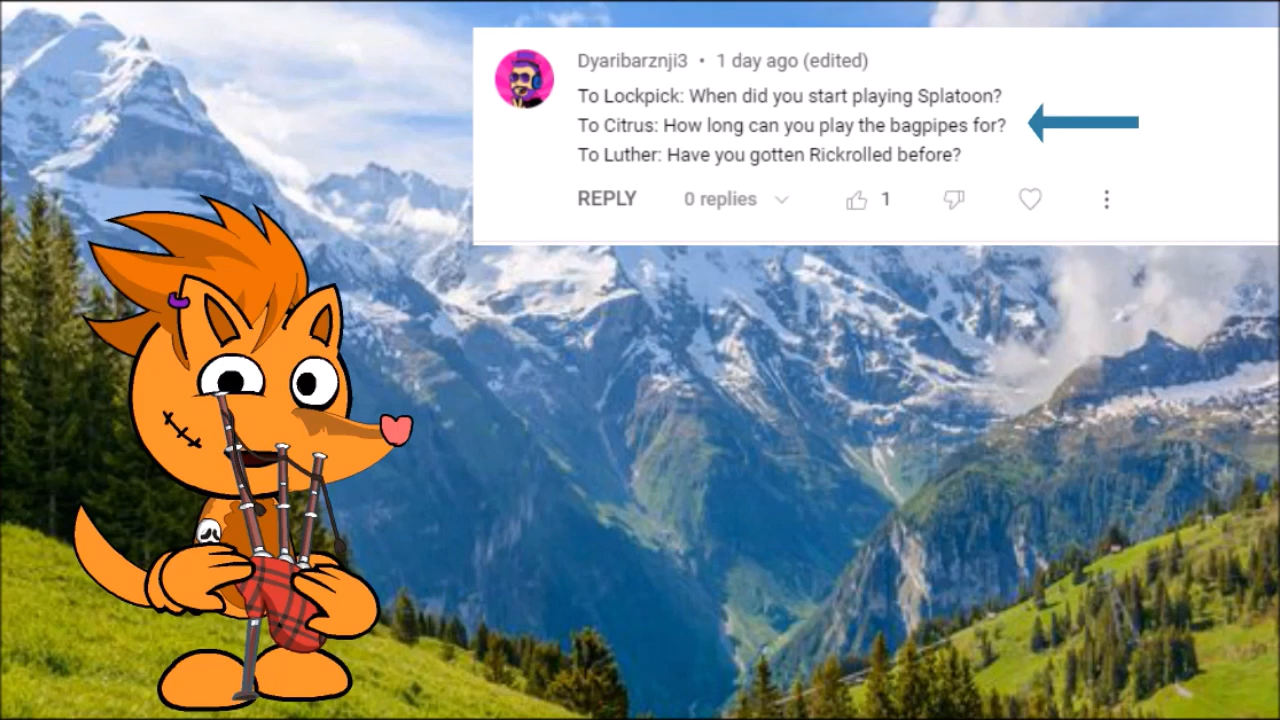 Dyaribarznji3 • 1 day ago (edited)
To Lockpick: When did you start playing Splatoon?
To Citrus: How long can you play the bagpipes for?
To Luther: Have you gotten Rickrolled before?
REPLY 0 replies 1